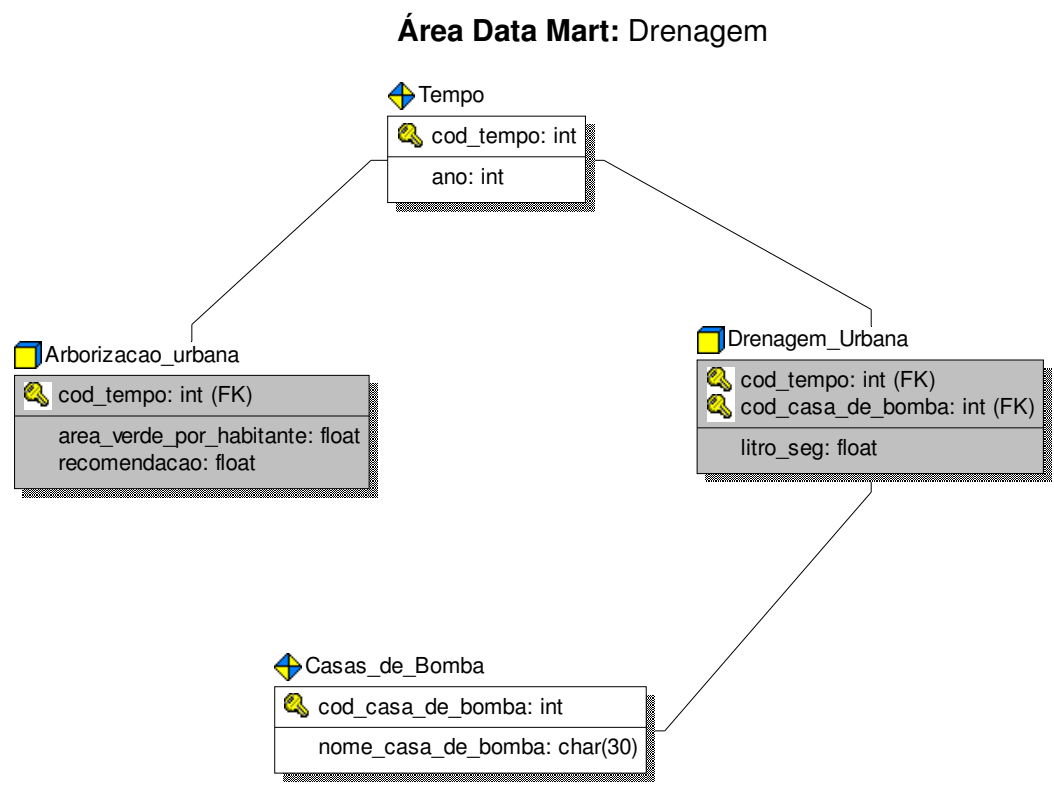 Área Data Mart: Drenagem
Tempo
cod_tempo: int
ano: int
Arborizacao_urbana
cod_tempo: int (FK)
area_verde_por_habitante: float
recomendacao: float
Drenagem_Urbana
cod_tempo: int (FK)
cod_casa_de_bomba: int (FK)
litro_seg: float
Casas_de_Bomba
cod_casa_de_bomba: int
nome_casa_de_bomba: char(30)